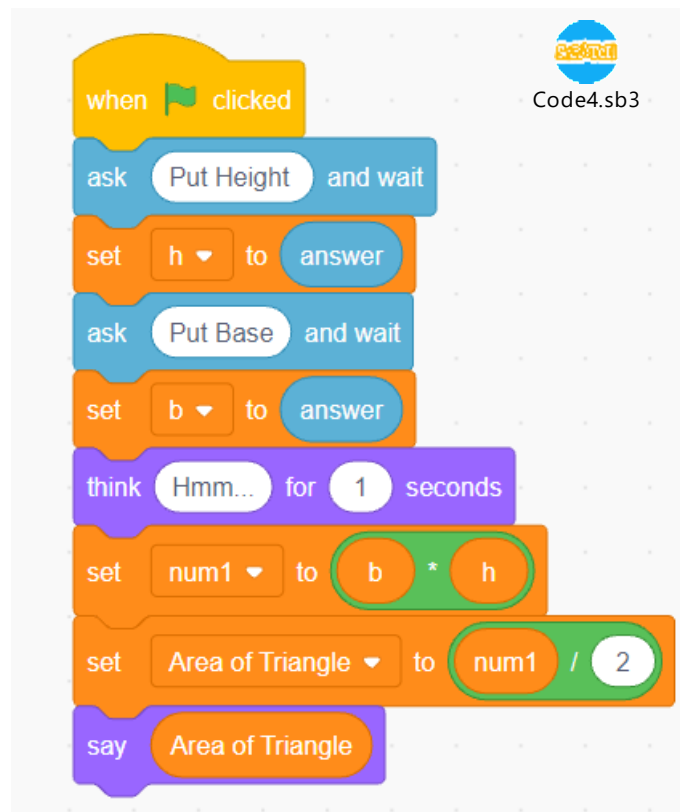 SCRATCH
Code4.sb3
when clicked
ask Put Height and wait
set h to answer
ask Put Base and wait
set b to answer
think Hmm... for 1 seconds
set num1 to b * h
set Area of Triangle to num1 / 2
say Area of Triangle